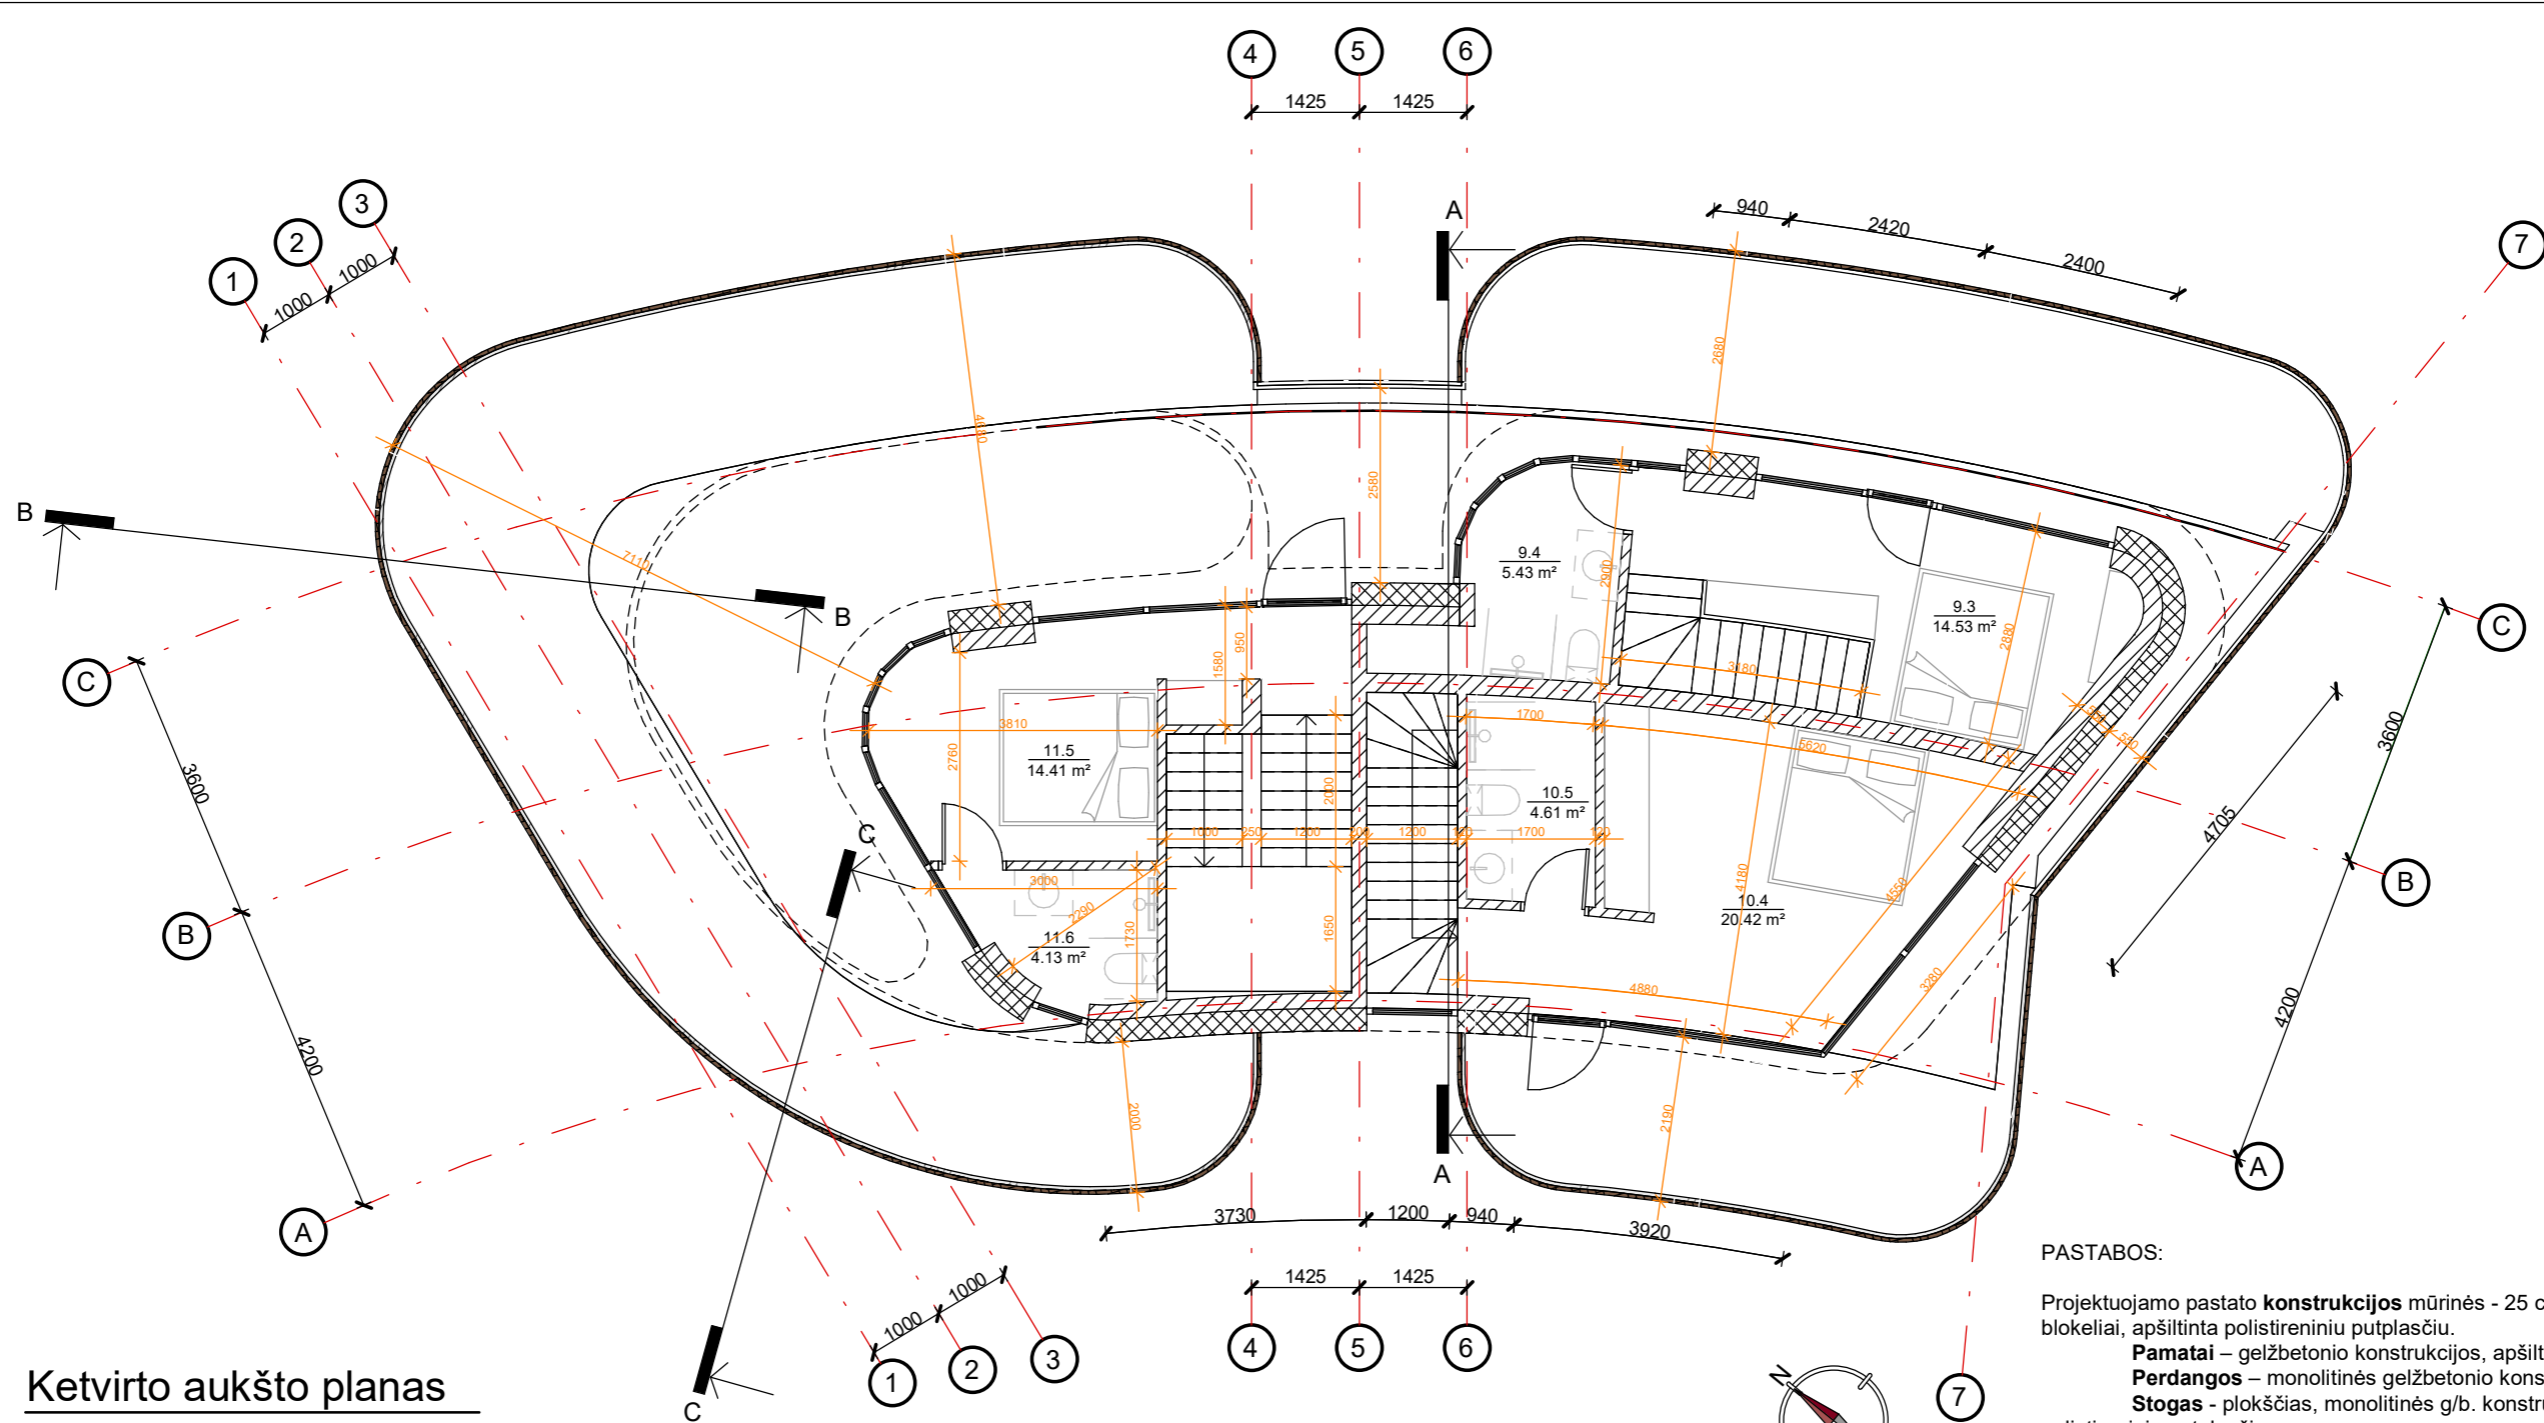 4 5 6
1425 1425
3
2
1
1000
1000
A
940
2420
2400
7
2680
4680
2580
7110
B
B
9.4
5.43 m²
2900
9.3
14.53 m²
2880
C
C
950
1580
3180
3810
2760
11.5
14.41 m²
1700
5620
550
3600
3600
2000
4705
1000 250 1200 200 1200 1700
10.5
4.61 m²
C
B
B
3000
2290
1730
11.6
4.13 m²
1650
4180
4550
10.4
20.42 m²
3280
4880
4200
4200
2000
2190
A
A
A
3730 1200 940 3920
1425 1425
1000
1000
4 5 6
1 2 3
7
C
N
Ketvirto aukšto planas
PASTABOS:
Projektuojamo pastato konstrukcijos mūrinės - 25 c
blokeliai, apšiltinta polistireniniu putplasčiu.
Pamatai – gelžbetonio konstrukcijos, apšilt
Perdangos – monolitinės gelžbetonio kons
Stogas - plokščias, monolitinės g/b. konstr